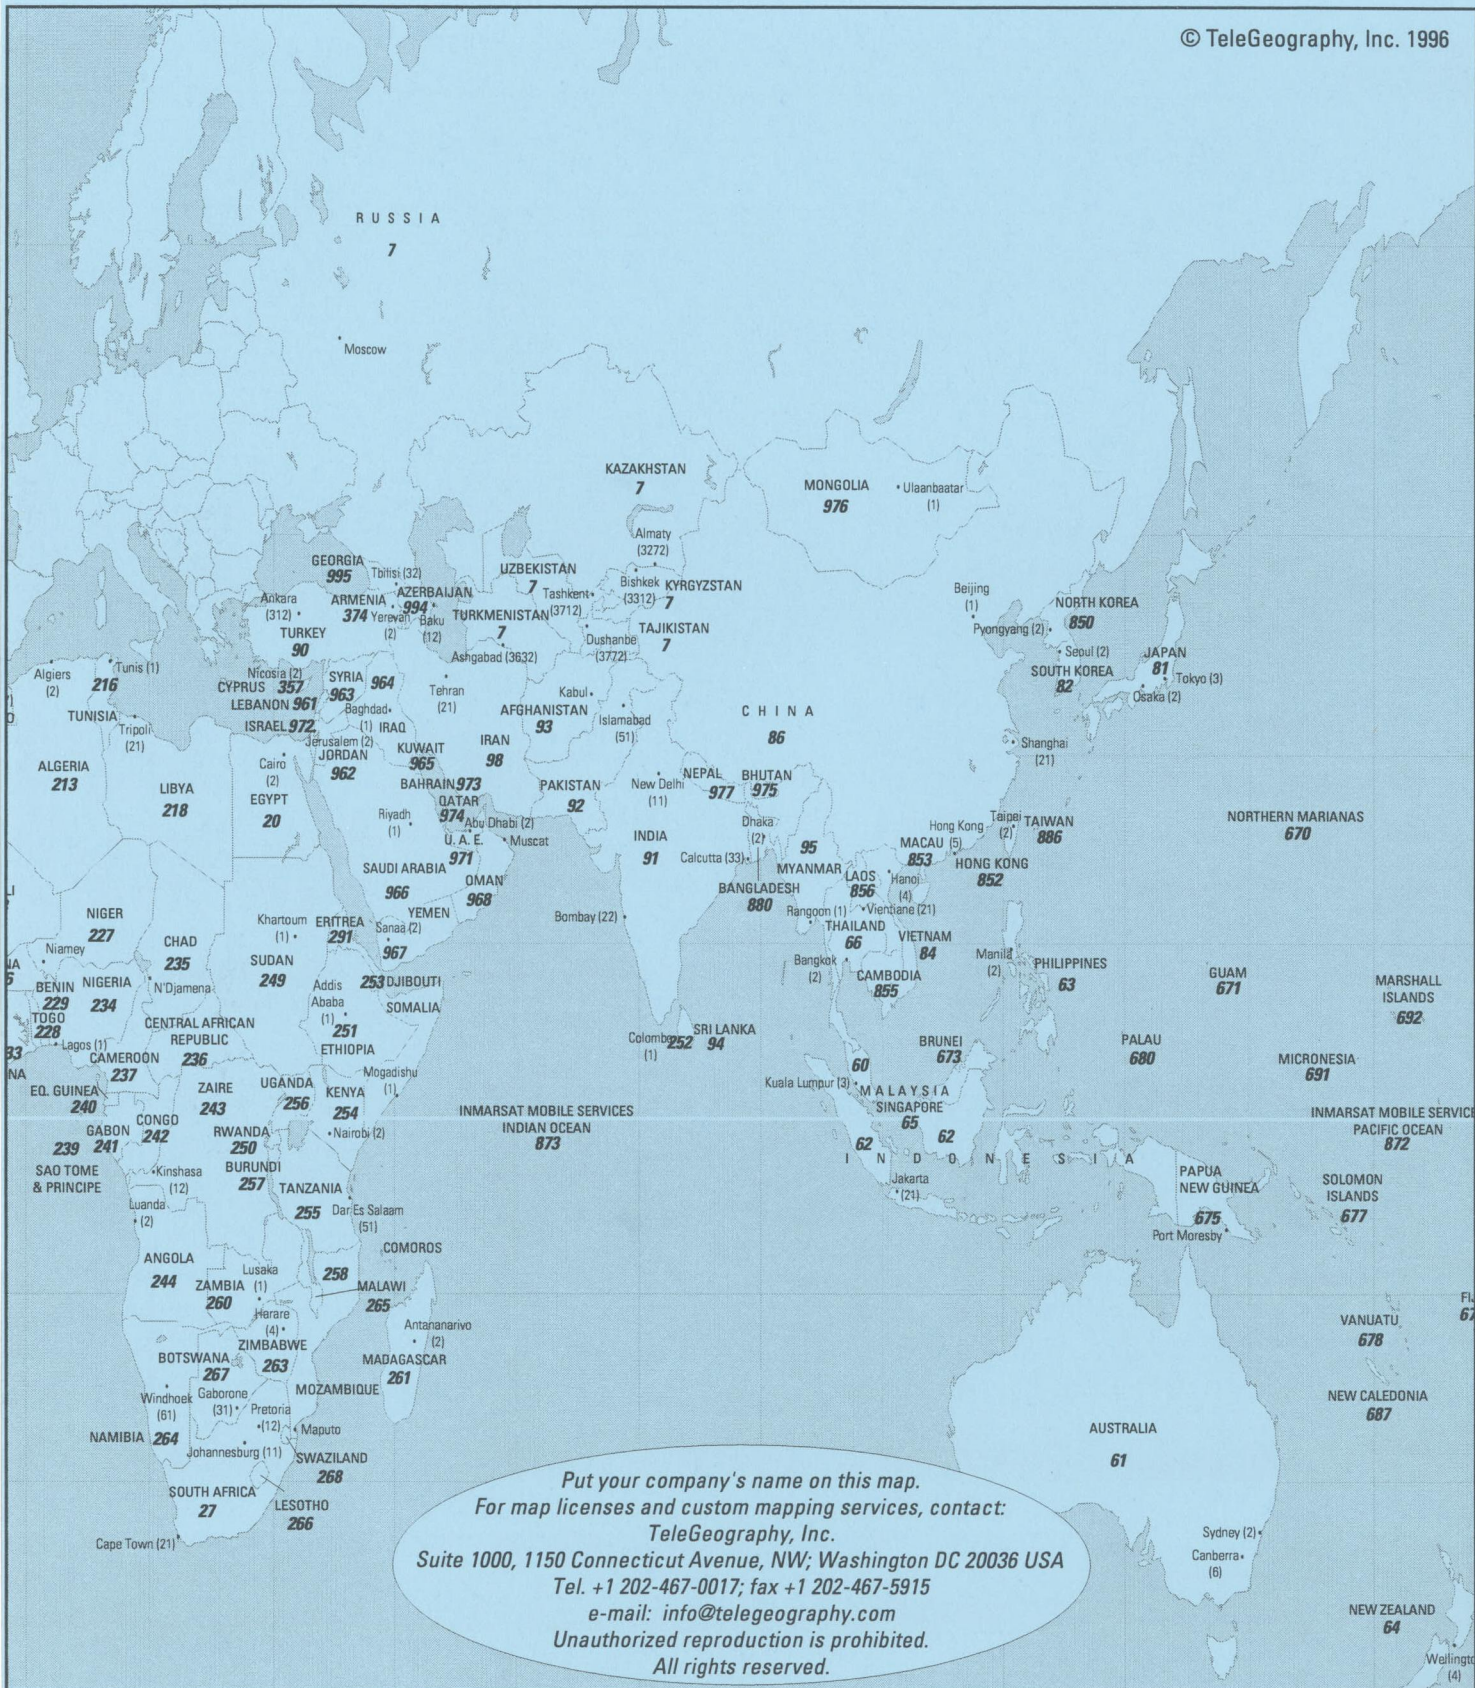 © TeleGeography, Inc. 1996
RUSSIA
7
Moscow
KAZAKHSTAN
7
MONGOLIA
976
Ulaanbaatar
(1)
Almaty
(3272)
GEORGIA
995
Tbilisi (32)
UZBEKISTAN
7
Tashkent
(3712)
Bishkek
(3312)
KYRGYZSTAN
7
Ankara
(312)
ARMENIA
374
Yerevan
(2)
AZERBAIJAN
994
Baku
(12)
TURKMENISTAN
7
Ashgabad (3632)
Dushanbe
(3772)
TAJIKISTAN
7
Beijing
(1)
NORTH KOREA
850
Pyongyang (2)
TURKEY
90
Seoul (2)
SOUTH KOREA
82
JAPAN
81
Tokyo (3)
Osaka (2)
Algiers
(2)
Tunis (1)
216
TUNISIA
Tripoli
(21)
Nicosia (2)
CYPRUS 357
LEBANON 961
ISRAEL 972
SYRIA
963
964
Baghdad
(1)
IRAQ
Jerusalem (2)
JORDAN
962
Tehran
(21)
IRAN
98
Kabul
AFGHANISTAN
93
Islamabad
(51)
CHINA
86
Shanghai
(21)
ALGERIA
213
LIBYA
218
Cairo
(2)
EGYPT
20
KUWAIT
965
BAHRAIN 973
QATAR
974
Abu Dhabi (2)
U. A. E.
971
Muscat
Riyadh
(1)
SAUDI ARABIA
966
OMAN
968
PAKISTAN
92
New Delhi
(11)
NEPAL
977
BHUTAN
975
INDIA
91
Dhaka
(2)
Calcutta (33)
BANGLADESH
880
95
MYANMAR
Hong Kong
(5)
MACAU
853
HONG KONG
852
Taipei
(2)
TAIWAN
886
NORTHERN MARIANAS
670
LAOS
856
Hanoi
(4)
Rangoon (1)
Vientiane (21)
THAILAND
66
Bangkok
(2)
VIETNAM
84
CAMBODIA
855
Bombay (22)
LI
NIGER
227
Niamey
CHAD
235
N'Djamena
Khartoum
(1)
SUDAN
249
ERITREA
291
YEMEN
Sanaa (2)
967
253 DJIBOUTI
SOMALIA
Addis
Ababa
(1)
251
ETHIOPIA
Mogadishu
(1)
NA
6
BENIN
229
NIGERIA
234
TOGO
228
Lagos (1)
33
NA
CENTRAL AFRICAN
REPUBLIC
236
CAMEROON
237
EQ. GUINEA
240
Manila
(2)
PHILIPPINES
63
GUAM
671
MARSHALL
ISLANDS
692
Colombo
(1)
252
SRI LANKA
94
BRUNEI
673
PALAU
680
MICRONESIA
691
60
Kuala Lumpur (3)
MALAYSIA
SINGAPORE
65
62
62
INDONESIA
Jakarta
(21)
ZAIRE
243
UGANDA
256
KENYA
254
Nairobi (2)
INMARSAT MOBILE SERVICES
INDIAN OCEAN
873
INMARSAT MOBILE SERVICE
PACIFIC OCEAN
872
CONGO
242
GABON
241
239
SAO TOME
& PRINCIPE
RWANDA
250
BURUNDI
257
Kinshasa
(12)
TANZANIA
255
Dar Es Salaam
(51)
Luanda
(2)
PAPUA
NEW GUINEA
675
Port Moresby
SOLOMON
ISLANDS
677
COMOROS
ANGOLA
244
Lusaka
(1)
ZAMBIA
260
258
MALAWI
265
Harare
(4)
ZIMBABWE
263
Antananarivo
(2)
MADAGASCAR
261
BOTSWANA
267
MOZAMBIQUE
Windhoek
(61)
Gaborone
(31)
Pretoria
(12)
Maputo
NAMIBIA 264
Johannesburg (11)
SWAZILAND
268
SOUTH AFRICA
27
LESOTHO
266
Cape Town (21)
VANUATU
678
67
NEW CALEDONIA
687
AUSTRALIA
61
Sydney (2)
Canberra
(6)
NEW ZEALAND
64
Wellingto
(4)
Put your company's name on this map.
For map licenses and custom mapping services, contact:
TeleGeography, Inc.
Suite 1000, 1150 Connecticut Avenue, NW; Washington DC 20036 USA
Tel. +1 202-467-0017; fax +1 202-467-5915
e-mail: info@telegeography.com
Unauthorized reproduction is prohibited.
All rights reserved.